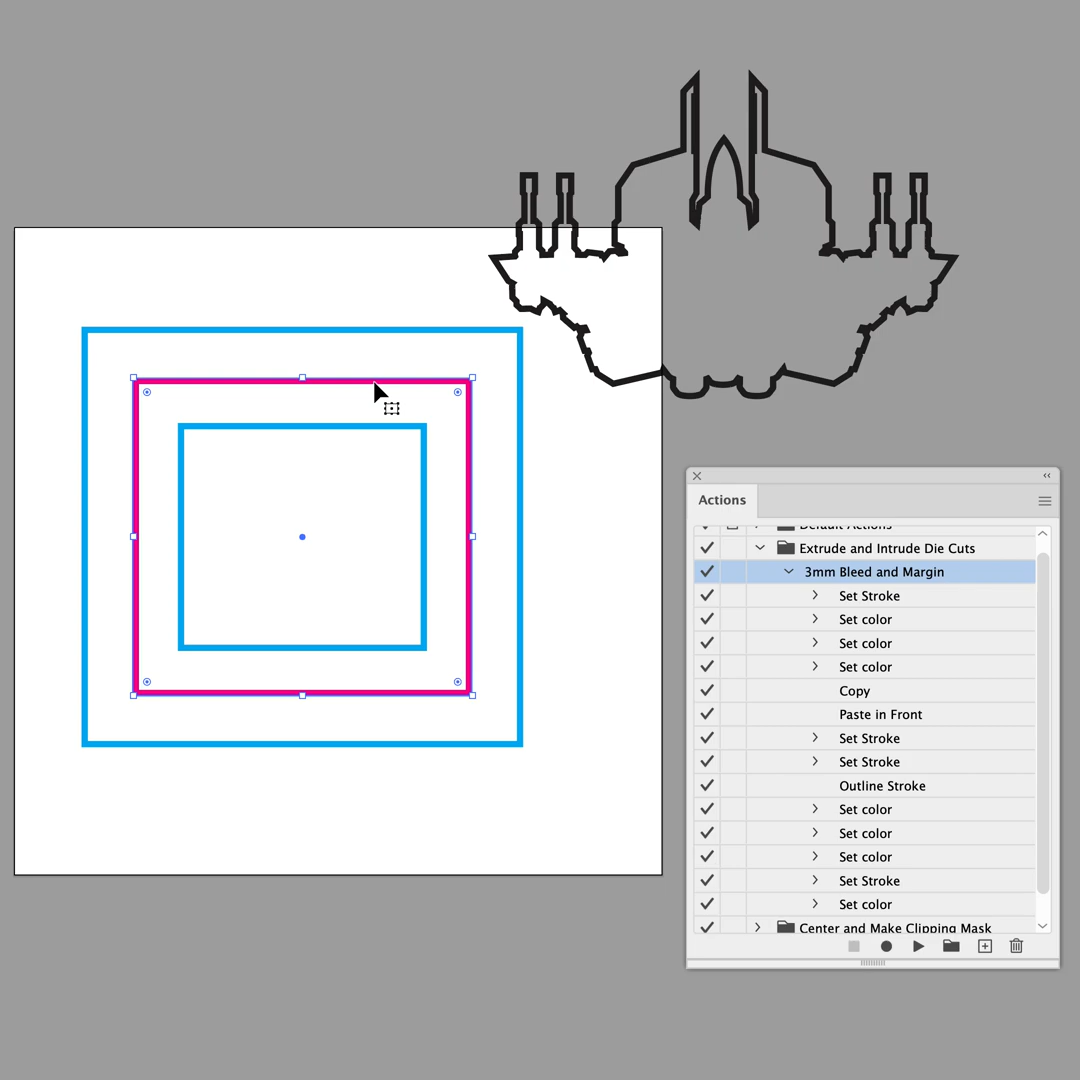 Actions
Default Actions
Extrude and Intrude Die Cuts
3mm Bleed and Margin
Set Stroke
Set color
Set color
Set color
Copy
Paste in Front
Set Stroke
Set Stroke
Outline Stroke
Set color
Set color
Set color
Set Stroke
Set color
Center and Make Clipping Mask